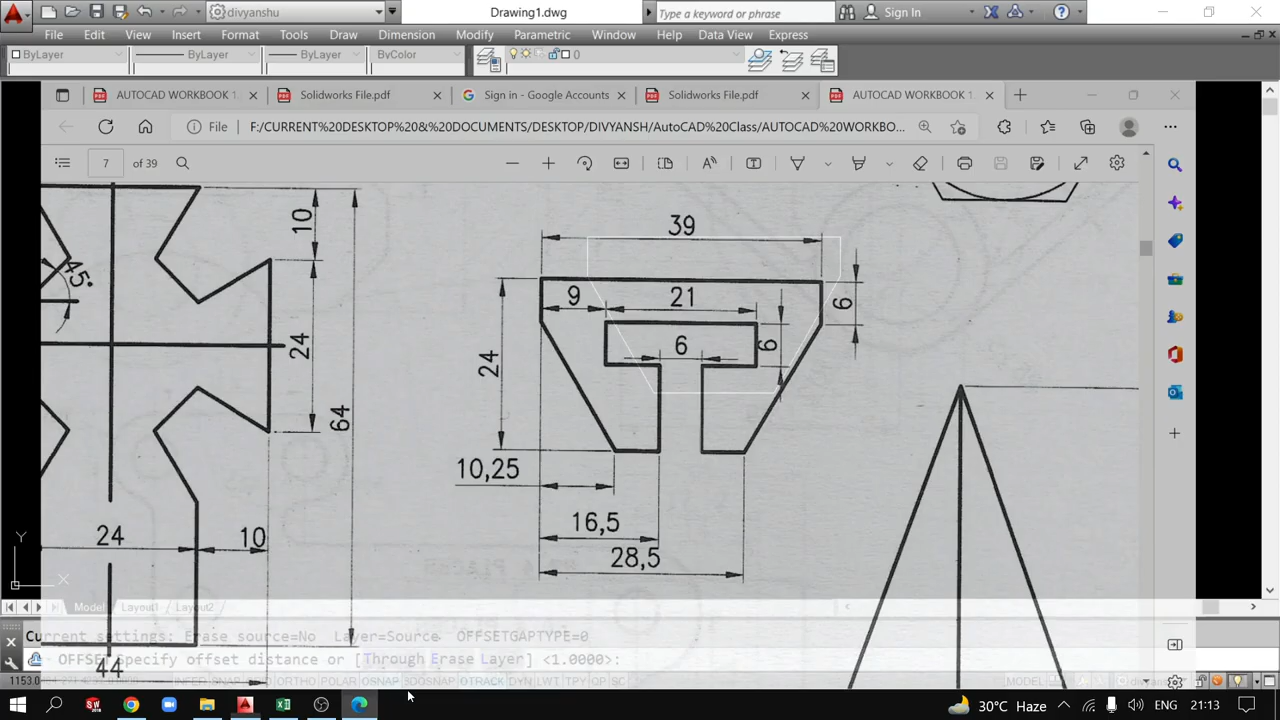 divyanshu
Drawing1.dwg
Type a keyword or phrase
Sign In
File Edit View Insert Format Tools Draw Dimension Modify Parametric Window Help Data View Express
ByLayer ByLayer ByLayer ByColor 0
AUTOCAD WORKBOOK 1. Solidworks File.pdf Sign in - Google Accounts Solidworks File.pdf AUTOCAD WORKBOOK 1.
File F:/CURRENT%20DESKTOP%20&%20DOCUMENTS/DESKTOP/DIVYANSH/AutoCAD%20Class/AUTOCAD%20WORKBO...
7 of 39
39
10
45°
9 21 6
24 6 6
24
64
10,25
16,5
24 10
28,5
Y
X
Model Layout1 Layout2
Current settings: Erase source=No Layer=Source OFFSETGAPTYPE=0
OFFSET Specify offset distance or [Through Erase Layer] <1.0000>:
44
1153.0 INFER SNAP ORTHO POLAR OSNAP 3DOSNAP OTRACK DYN LWT TPY QP SC MODEL
30°C Haze ENG 21:13